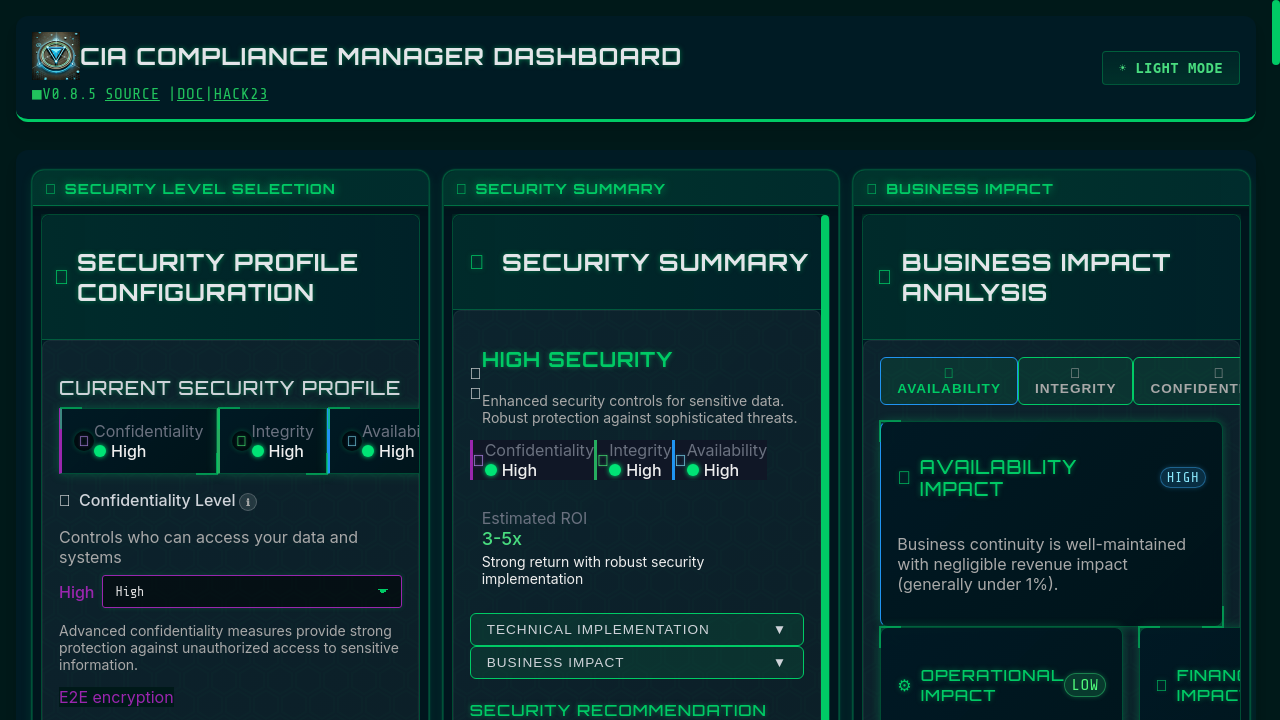 CIA COMPLIANCE MANAGER DASHBOARD
V0.8.5 SOURCE |DOC|HACK23
☀ LIGHT MODE
SECURITY LEVEL SELECTION
SECURITY PROFILE
CONFIGURATION
CURRENT SECURITY PROFILE
Confidentiality
High
Integrity
High
Availabi
High
Confidentiality Level ℹ
Controls who can access your data and
systems
High
High
Advanced confidentiality measures provide strong
protection against unauthorized access to sensitive
information.
E2E encryption
SECURITY SUMMARY
SECURITY SUMMARY
HIGH SECURITY
Enhanced security controls for sensitive data.
Robust protection against sophisticated threats.
Confidentiality
High
Integrity
High
Availability
High
Estimated ROI
3-5x
Strong return with robust security
implementation
TECHNICAL IMPLEMENTATION ▼
BUSINESS IMPACT ▼
SECURITY RECOMMENDATION
BUSINESS IMPACT
BUSINESS IMPACT
ANALYSIS
AVAILABILITY
INTEGRITY
CONFIDENTI
AVAILABILITY
IMPACT
HIGH
Business continuity is well-maintained
with negligible revenue impact
(generally under 1%).
⚙ OPERATIONAL
IMPACT
LOW
FINANC
IMPACT